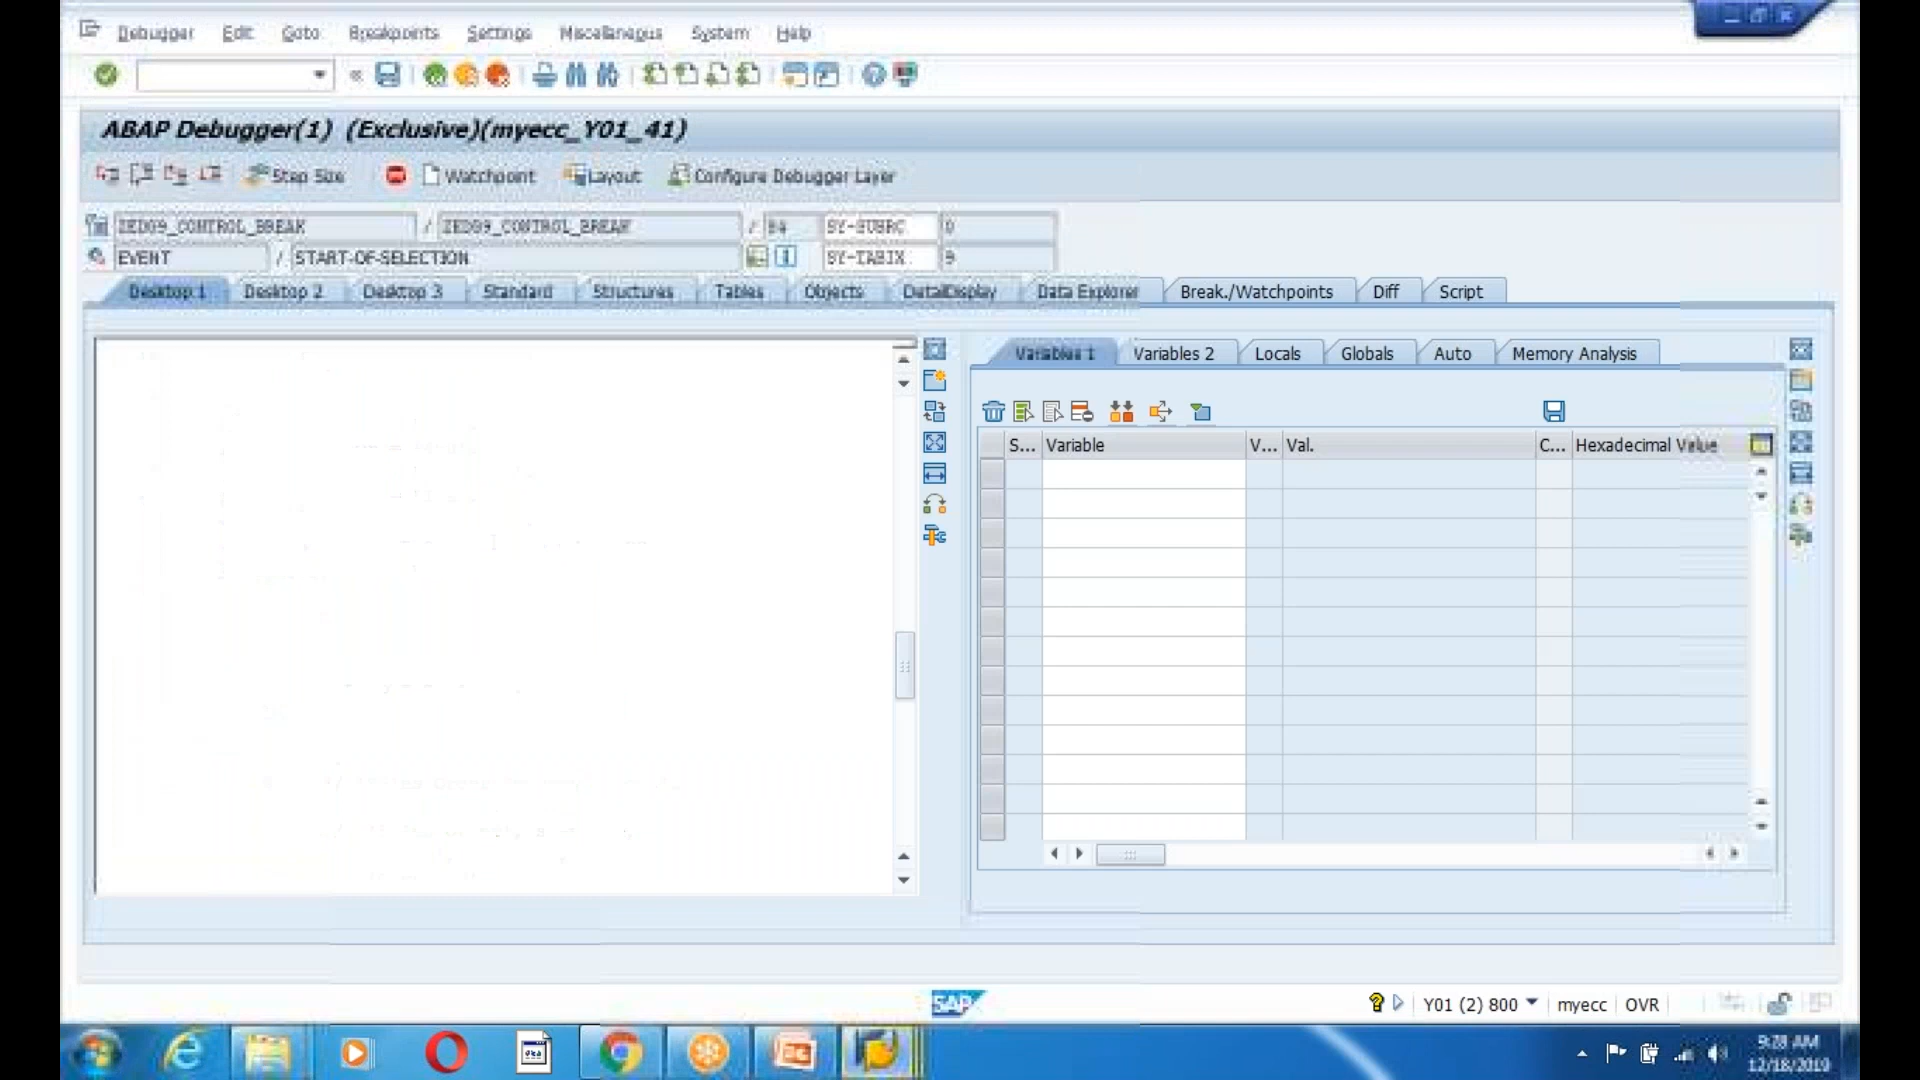 Debugger Edit Goto Breakpoints Settings Miscellaneous System Help
ABAP Debugger(1) (Exclusive)(myecc_Y01_41)
Step Size Watchpoint Layout Configure Debugger Layer
ZED09_CONTROL_BREAK / ZED09_CONTROL_BREAK / SY-SUBRC 0
EVENT / START-OF-SELECTION SY-TABIX 9
Desktop 1 Desktop 2 Desktop 3 Standard Structures Tables Objects DetailDisplay Data Explorer Break./Watchpoints Diff Script
Variables 1 Variables 2 Locals Globals Auto Memory Analysis
S... Variable V... Val. C... Hexadecimal Value
SAP Y01 (2) 800 myecc OVR
9:28 AM
12/18/2019